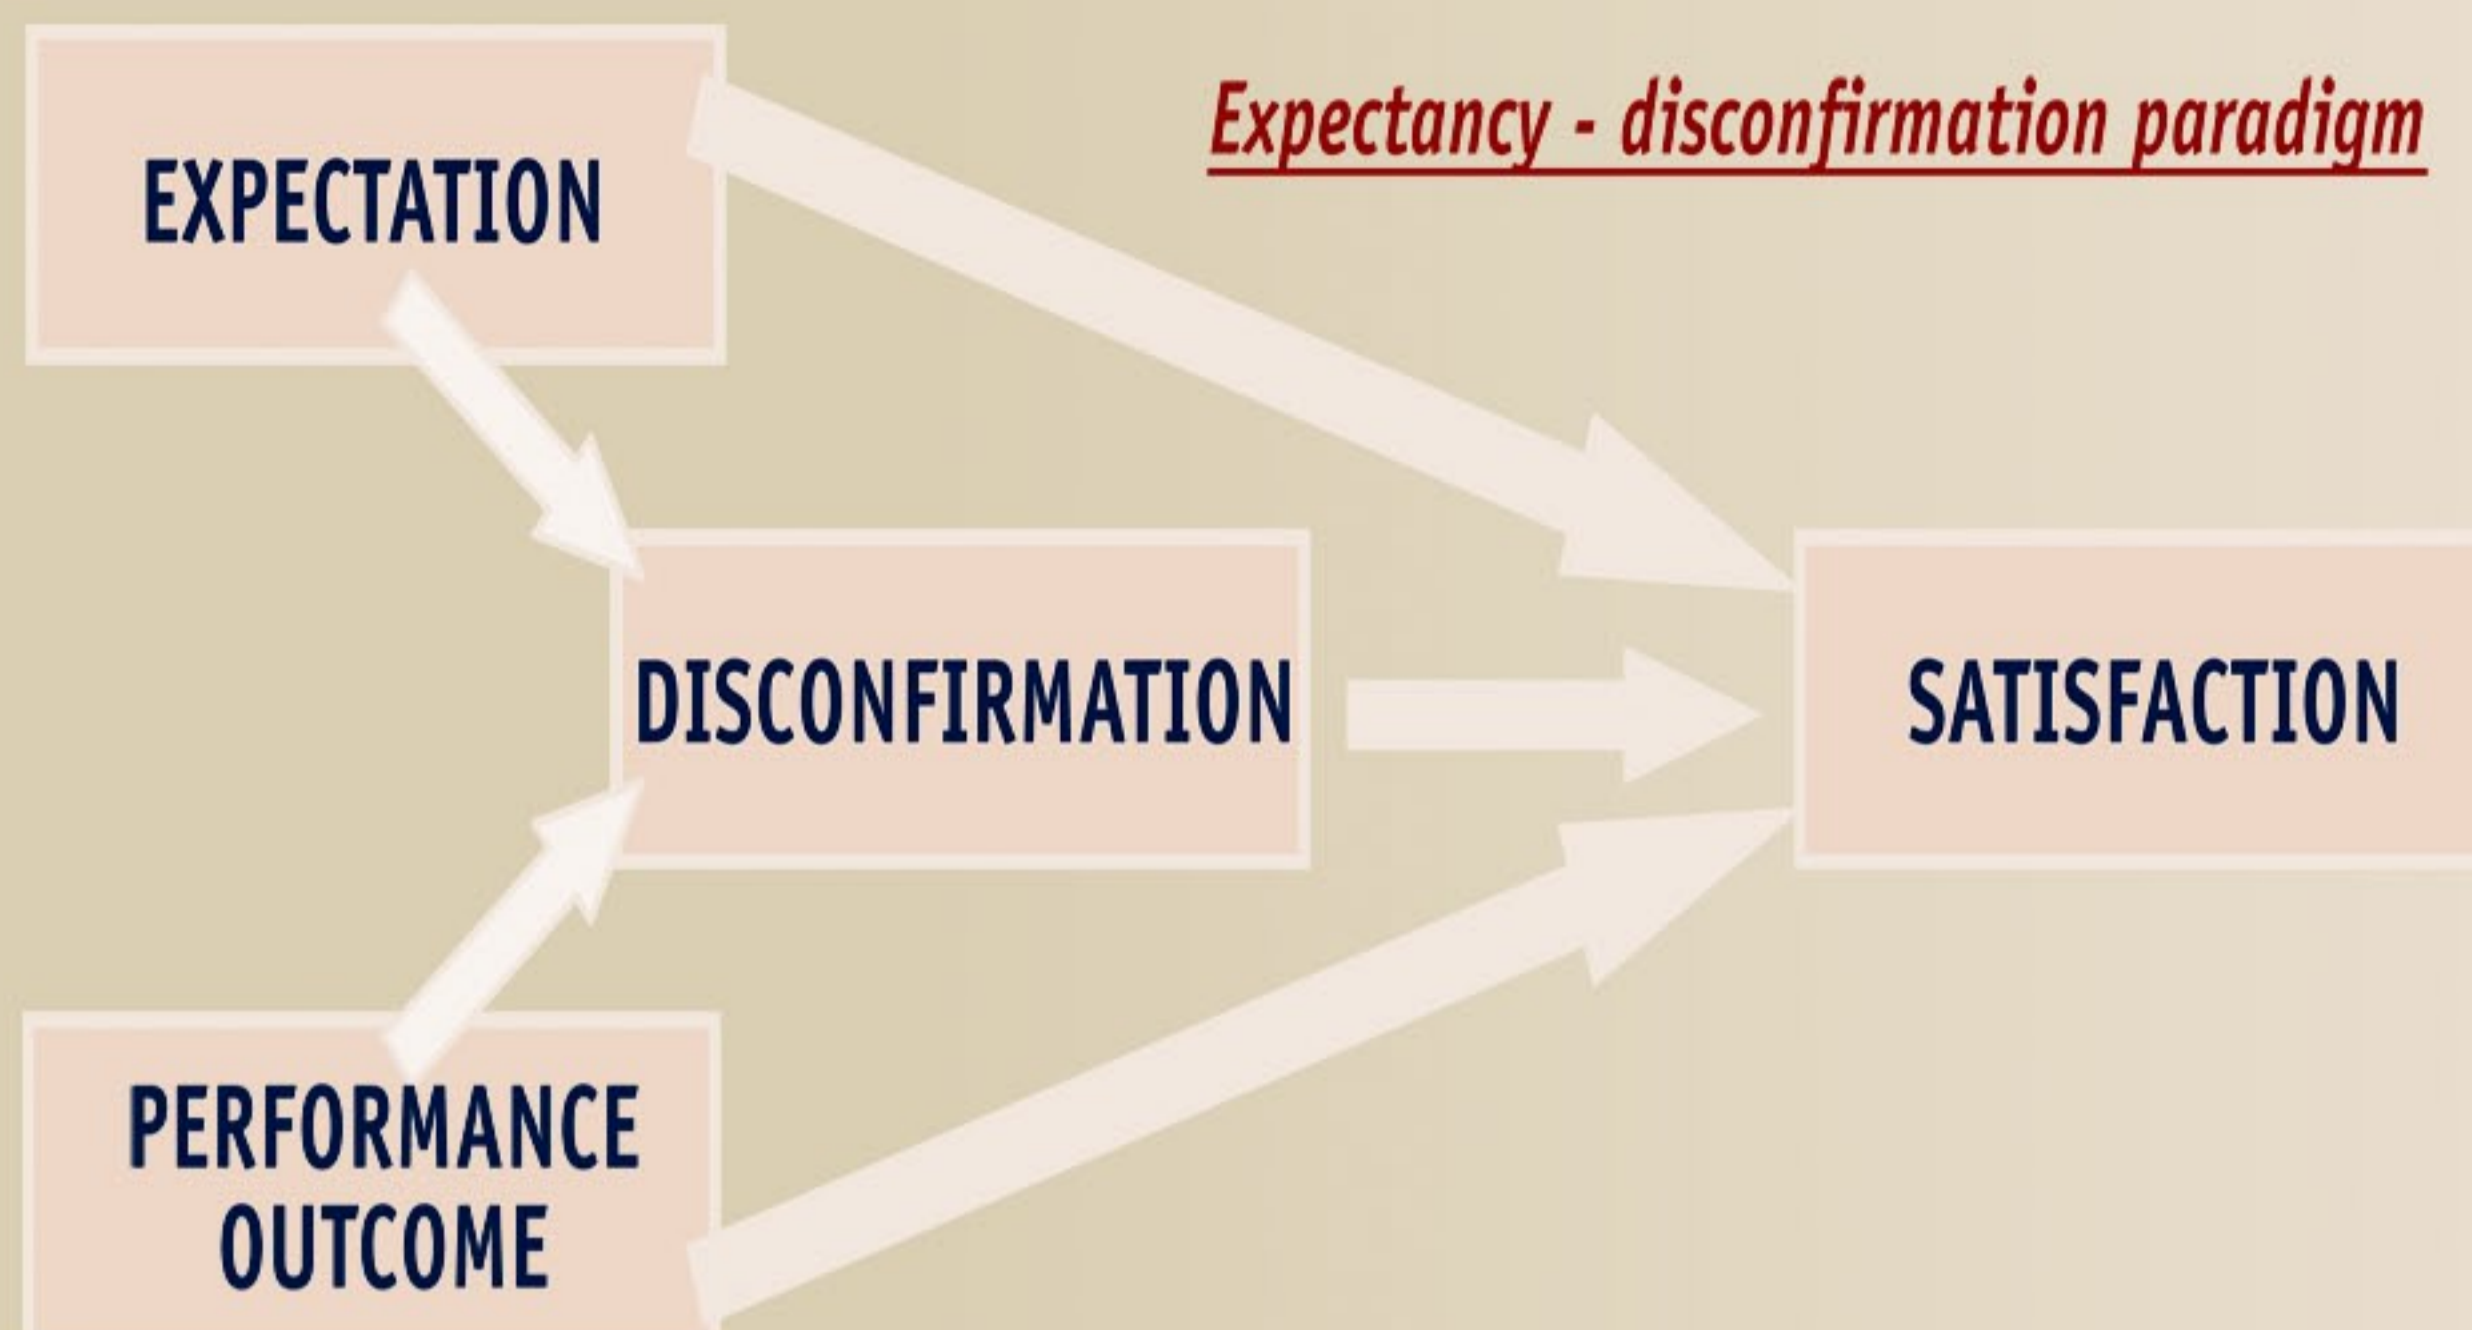 Expectancy - disconfirmation paradigm
EXPECTATION
DISCONFIRMATION
SATISFACTION
PERFORMANCE
OUTCOME